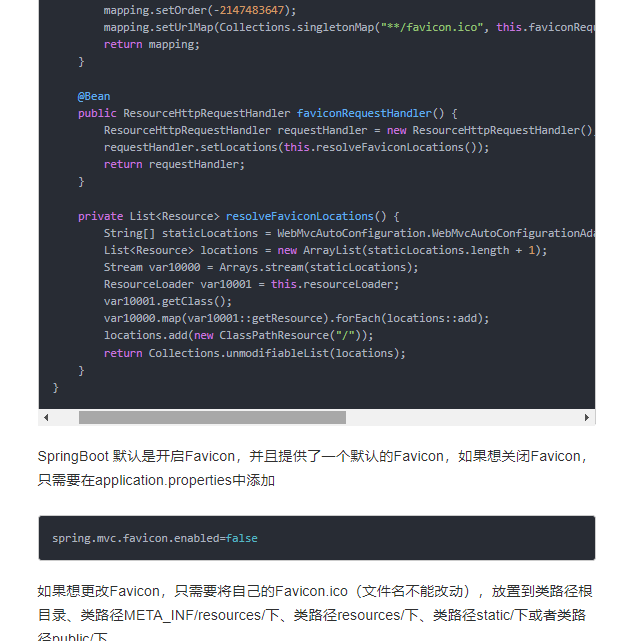 mapping.setOrder(-2147483647);
mapping.setUrlMap(Collections.singletonMap("**/favicon.ico", this.faviconRequ
return mapping;
}
@Bean
public ResourceHttpRequestHandler faviconRequestHandler() {
ResourceHttpRequestHandler requestHandler = new ResourceHttpRequestHandler();
requestHandler.setLocations(this.resolveFaviconLocations());
return requestHandler;
}
private List<Resource> resolveFaviconLocations() {
String[] staticLocations = WebMvcAutoConfiguration.WebMvcAutoConfigurationAda
List<Resource> locations = new ArrayList(staticLocations.length + 1);
Stream var10000 = Arrays.stream(staticLocations);
ResourceLoader var10001 = this.resourceLoader;
var10001.getClass();
var10000.map(var10001::getResource).forEach(locations::add);
locations.add(new ClassPathResource("/"));
return Collections.unmodifiableList(locations);
}
}
SpringBoot 默认是开启Favicon，并且提供了一个默认的Favicon，如果想关闭Favicon，
只需要在application.properties中添加
spring.mvc.favicon.enabled=false
如果想更改Favicon，只需要将自己的Favicon.ico（文件名不能改动），放置到类路径根
目录、类路径META_INF/resources/下、类路径resources/下、类路径static/下或者类路
径public/下